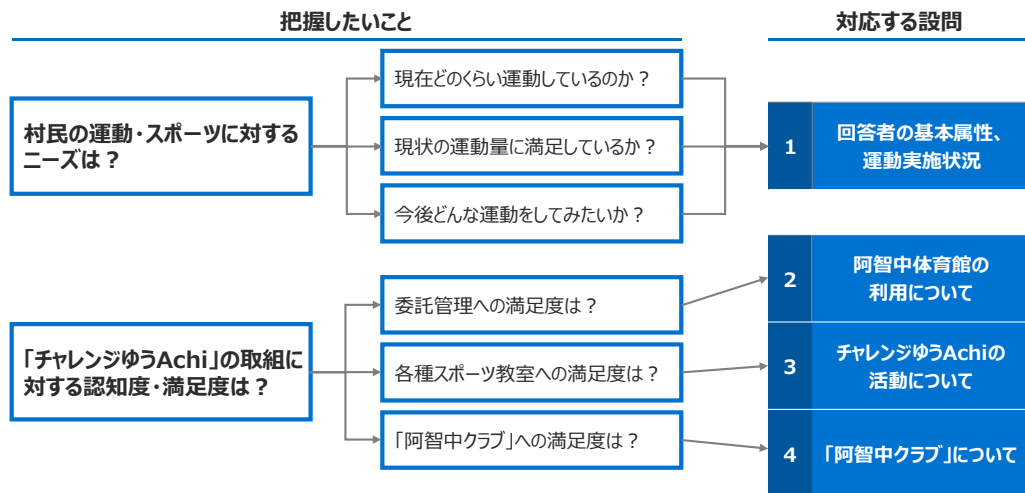 把握したいこと
対応する設問
村民の運動・スポーツに対する
ニーズは？
現在どのくらい運動しているのか？
現状の運動量に満足しているか？
今後どんな運動をしてみたいか？
1
回答者の基本属性、
運動実施状況
「チャレンジゆうAchi」の取組に
対する認知度・満足度は？
委託管理への満足度は？
各種スポーツ教室への満足度は？
「阿智中クラブ」への満足度は？
2
阿智中体育館の
利用について
3
チャレンジゆうAchiの
活動について
4
「阿智中クラブ」について